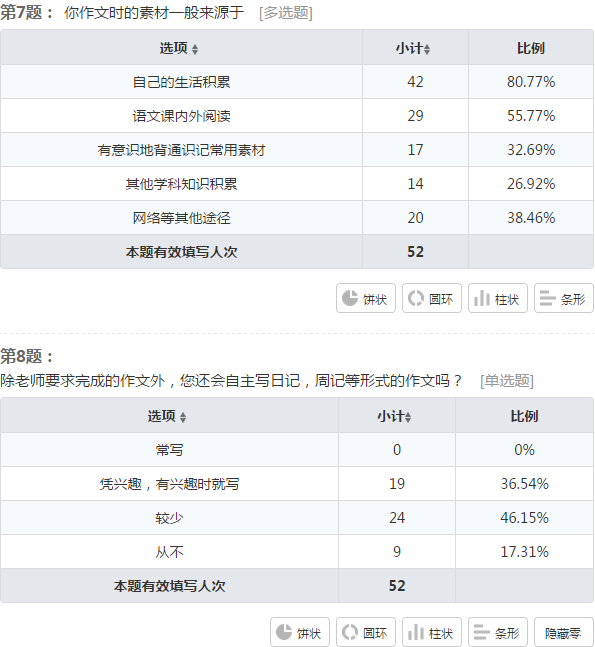 第7题： 你作文时的素材一般来源于 [多选题]
选项 小计 比例
自己的生活积累 42 80.77%
语文课内外阅读 29 55.77%
有意识地背通识记常用素材 17 32.69%
其他学科知识积累 14 26.92%
网络等其他途径 20 38.46%
本题有效填写人次 52
饼状 圆环 柱状 条形
第8题：
除老师要求完成的作文外，您还会自主写日记，周记等形式的作文吗？ [单选题]
选项 小计 比例
常写 0 0%
凭兴趣，有兴趣时就写 19 36.54%
较少 24 46.15%
从不 9 17.31%
本题有效填写人次 52
饼状 圆环 柱状 条形 隐藏零